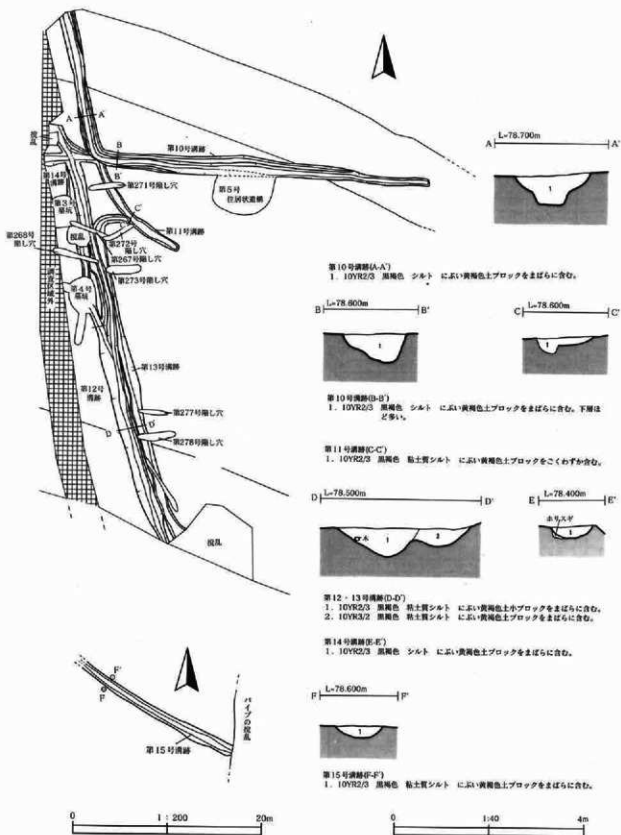 A
A'
B
B'
C'
D
D'
撹乱
第10号溝跡
第14号溝跡
第3号墓坑
第271号陥し穴
第5号住居状遺構
第11号溝跡
第268号陥し穴
撹乱
第272号陥し穴
第267号陥し穴
第273号陥し穴
調査区域外
第4号墓坑
第13号溝跡
第12号溝跡
第277号陥し穴
第278号陥し穴
撹乱
A L=78.700m A'
1
第10号溝跡(A-A')
1. 10YR2/3 黒褐色 シルト にぶい黄褐色土ブロックをまばらに含む。
B L=78.600m B'
1
C L=78.600m C'
1
第10号溝跡(B-B')
1. 10YR2/3 黒褐色 シルト にぶい黄褐色土ブロックをまばらに含む。下層ほ
ど多い。
第11号溝跡(C-C')
1. 10YR2/3 黒褐色 粘土質シルト にぶい黄褐色土ブロックをごくわずか含む。
D L=78.500m D'
木 1 2
E L=78.400m E'
ホリスギ
1
第12・13号溝跡(D-D')
1. 10YR2/3 黒褐色 粘土質シルト にぶい黄褐色土小ブロックをまばらに含む。
2. 10YR3/2 黒褐色 粘土質シルト にぶい黄褐色土ブロックをまばらに含む。
第14号溝跡(E-E')
1. 10YR2/3 黒褐色 シルト にぶい黄褐色土ブロックをまばらに含む。
F'
F
パイプの撹乱
第15号溝跡
F L=78.600m F'
1
第15号溝跡(F-F')
1. 10YR2/3 黒褐色 粘土質シルト にぶい黄褐色土ブロックをまばらに含む。
0 1:200 20m
0 1:40 4m